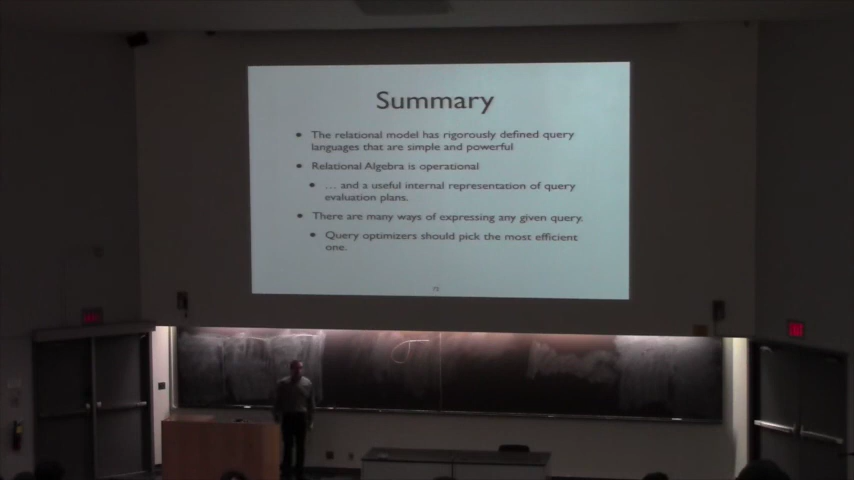 Summary
• The relational model has rigorously defined query
languages that are simple and powerful
• Relational Algebra is operational
• ... and a useful internal representation of query
evaluation plans.
• There are many ways of expressing any given query.
• Query optimizers should pick the most efficient
one.
σ